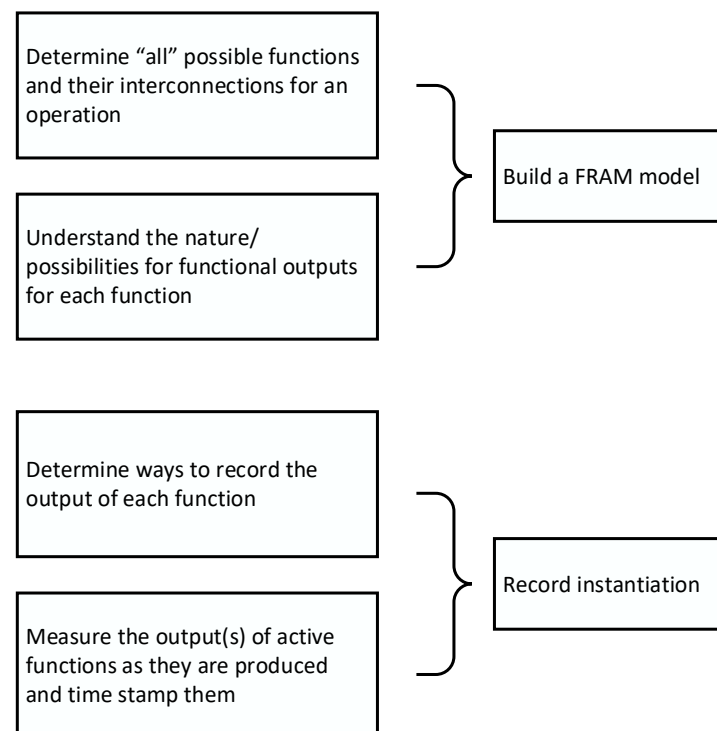 Determine “all” possible functions
and their interconnections for an
operation
Build a FRAM model
Understand the nature/
possibilities for functional outputs
for each function
Determine ways to record the
output of each function
Record instantiation
Measure the output(s) of active
functions as they are produced
and time stamp them